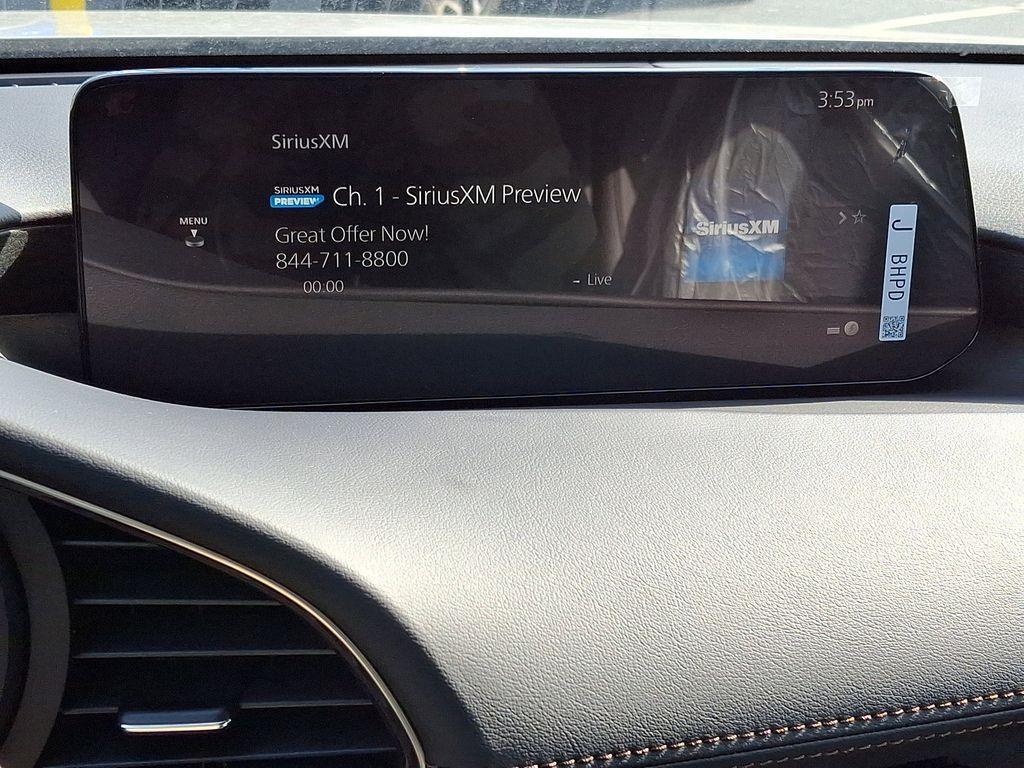 3:53 pm
SiriusXM
SIRIUSXM
PREVIEW
Ch. 1 - SiriusXM Preview
MENU
Great Offer Now!
844-711-8800
00:00
Live
SiriusXM
J BHPD